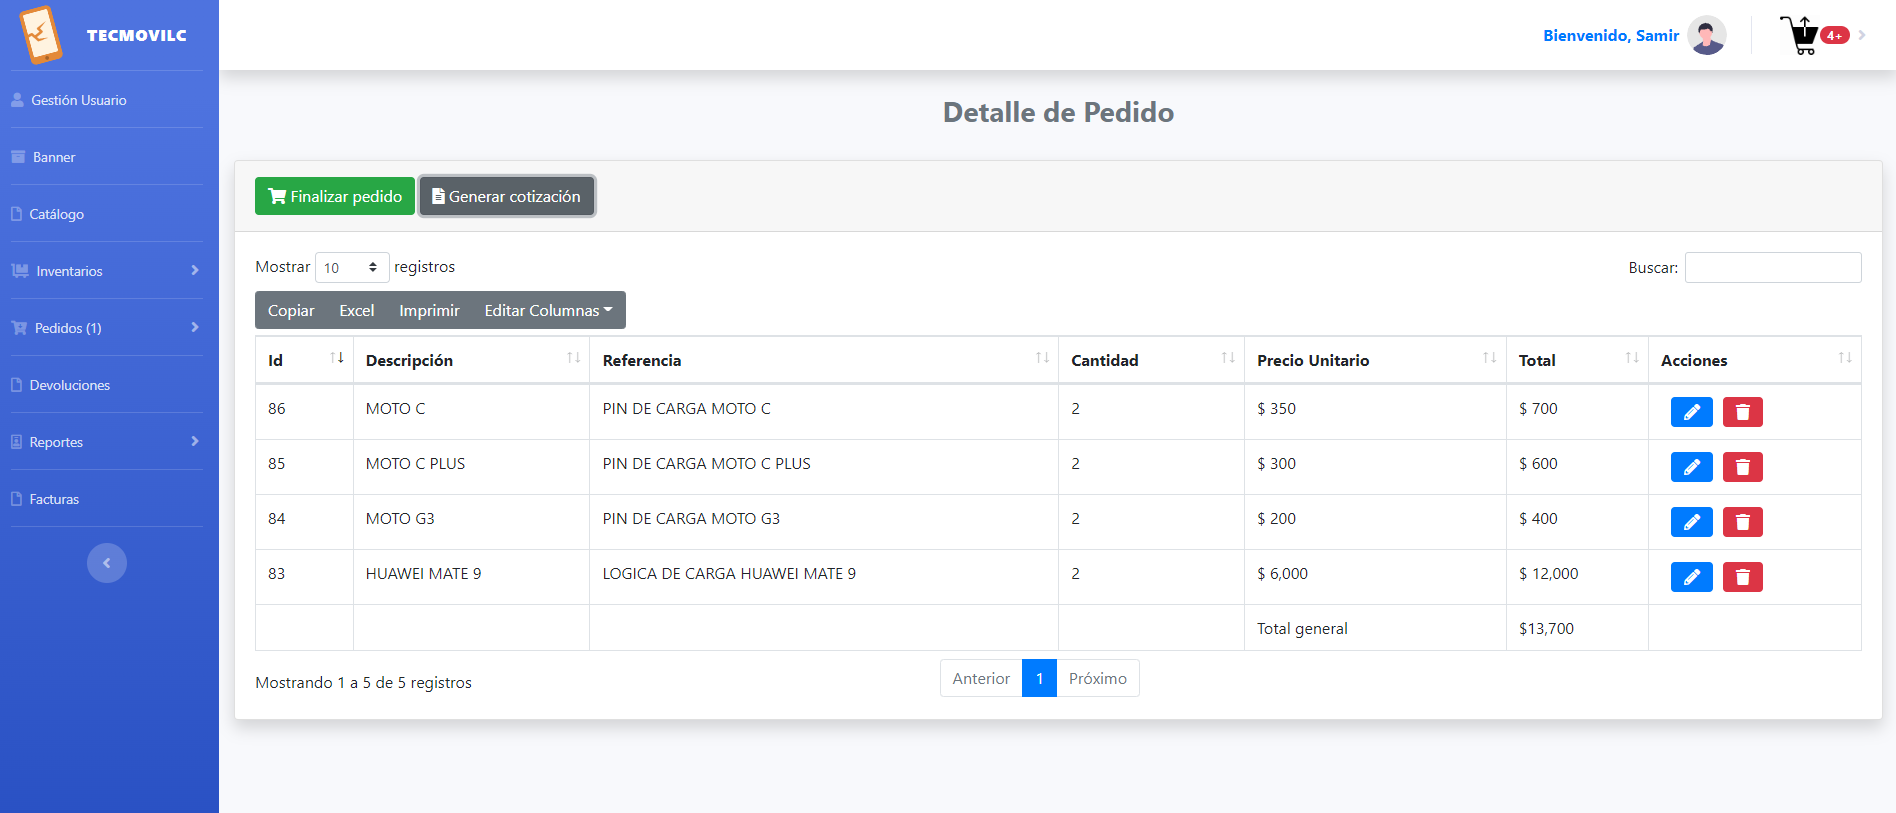 TECMOVILC
Bienvenido, Samir
4+
Gestión Usuario
Banner
Catálogo
Inventarios
Pedidos (1)
Devoluciones
Reportes
Facturas
Detalle de Pedido
Finalizar pedido Generar cotización
Mostrar 10 registros Buscar:
Copiar Excel Imprimir Editar Columnas
Id Descripción Referencia Cantidad Precio Unitario Total Acciones
86 MOTO C PIN DE CARGA MOTO C 2 $ 350 $ 700
85 MOTO C PLUS PIN DE CARGA MOTO C PLUS 2 $ 300 $ 600
84 MOTO G3 PIN DE CARGA MOTO G3 2 $ 200 $ 400
83 HUAWEI MATE 9 LOGICA DE CARGA HUAWEI MATE 9 2 $ 6,000 $ 12,000
Total general $13,700
Mostrando 1 a 5 de 5 registros Anterior 1 Próximo